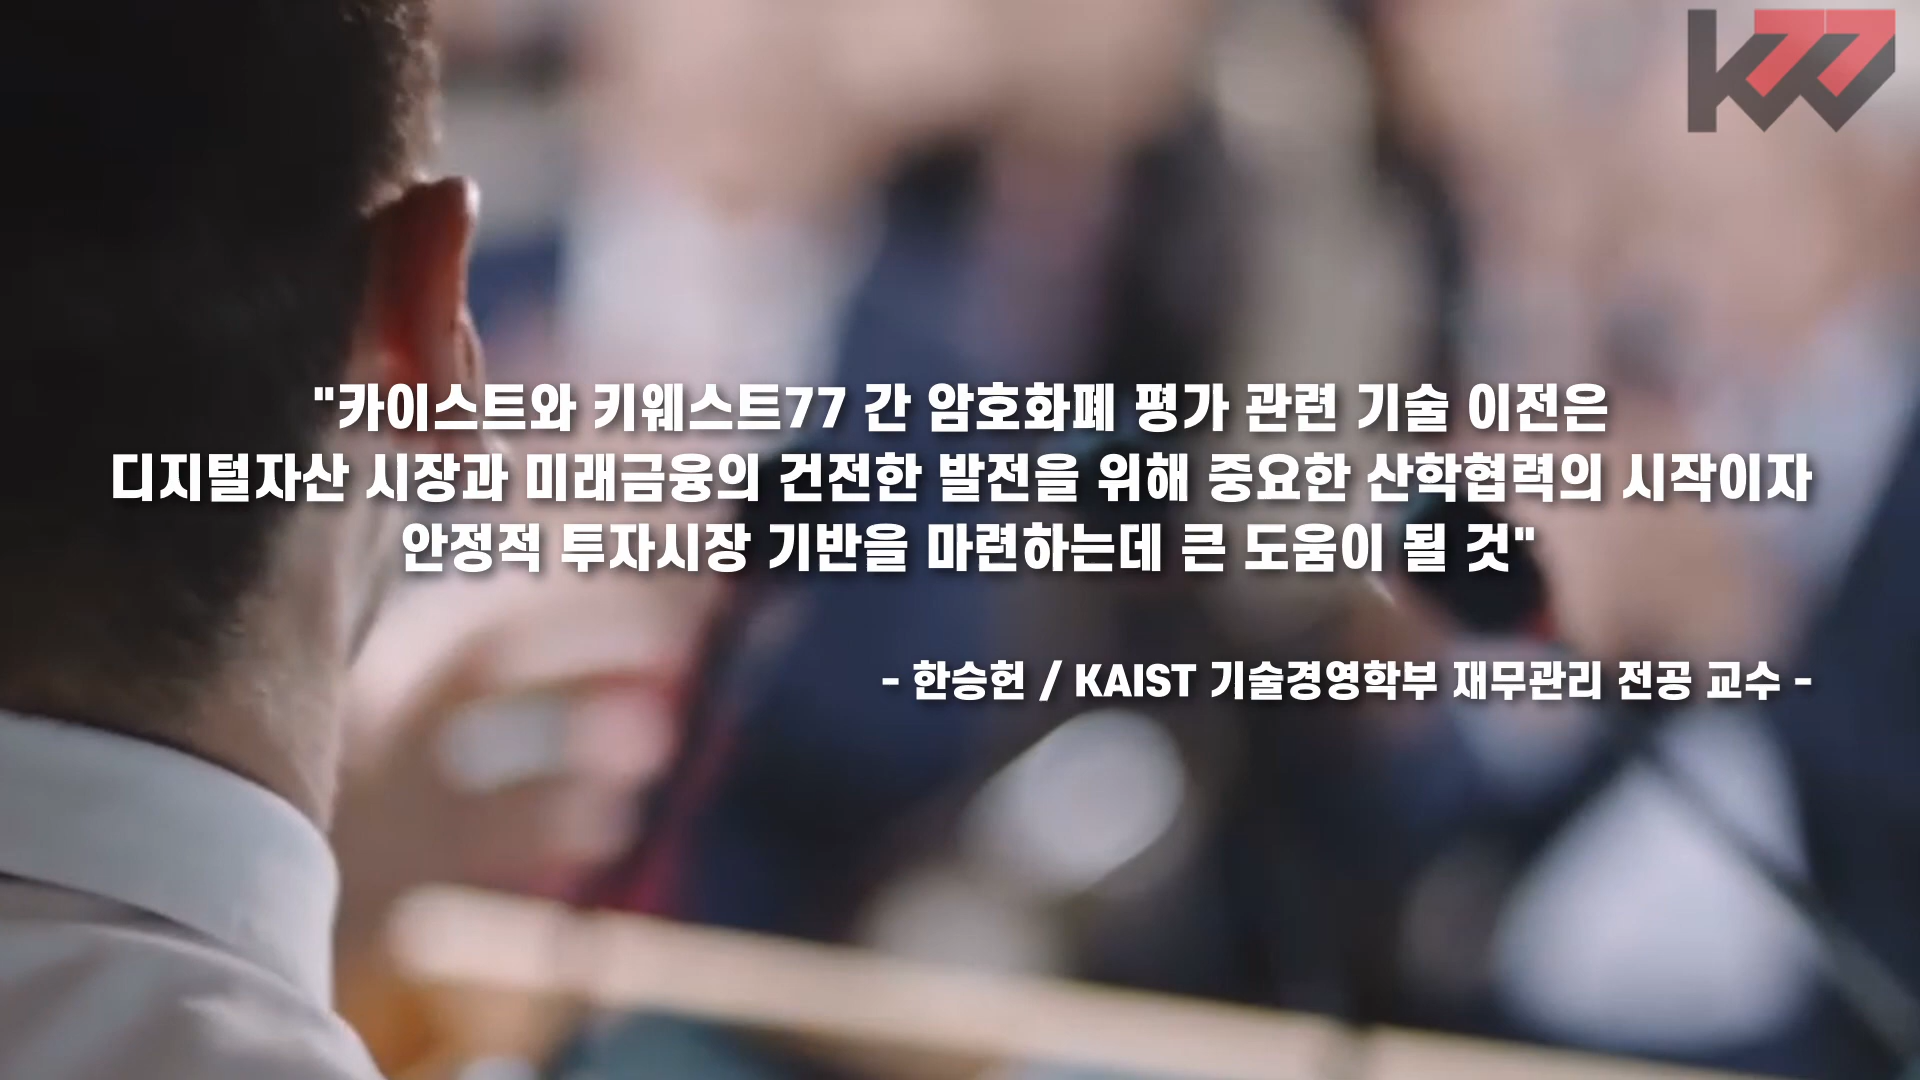 K77
"카이스트와 키웨스트77 간 암호화폐 평가 관련 기술 이전은
디지털자산 시장과 미래금융의 건전한 발전을 위해 중요한 산학협력의 시작이자
안정적 투자시장 기반을 마련하는데 큰 도움이 될 것"
- 한승헌 / KAIST 기술경영학부 재무관리 전공 교수 -